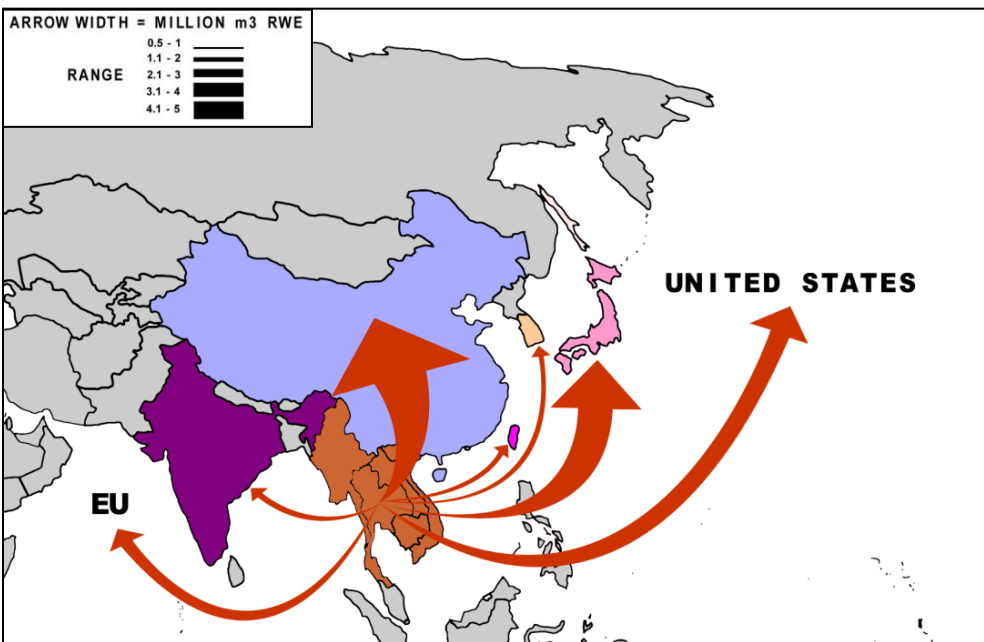 ARROW WIDTH = MILLION m3 RWE
RANGE
0.5 - 1
1.1 - 2
2.1 - 3
3.1 - 4
4.1 - 5
UNITED STATES
EU